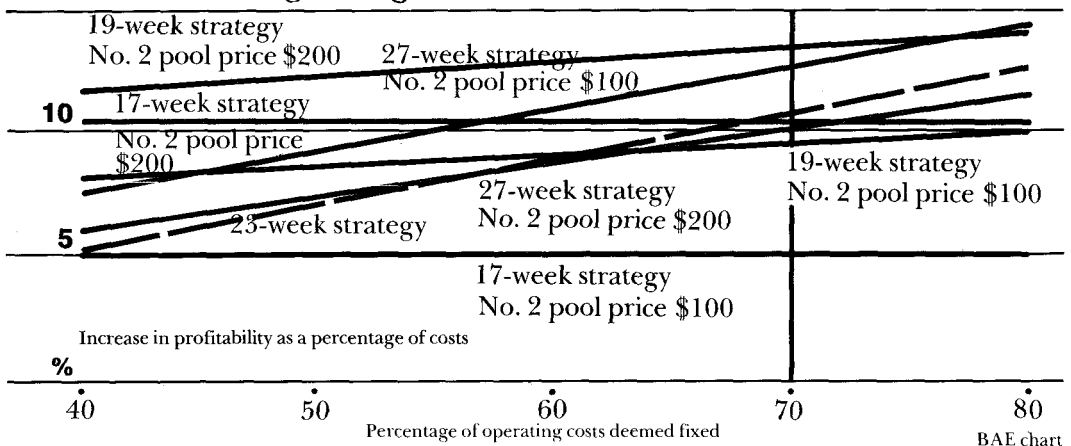 19-week strategy
No. 2 pool price $200
27-week strategy
No. 2 pool price $100
10
17-week strategy
No. 2 pool price
$200
19-week strategy
No. 2 pool price $100
27-week strategy
No. 2 pool price $200
5
23-week strategy
17-week strategy
No. 2 pool price $100
Increase in profitability as a percentage of costs
%
40 50 60 70 80
Percentage of operating costs deemed fixed
BAE chart